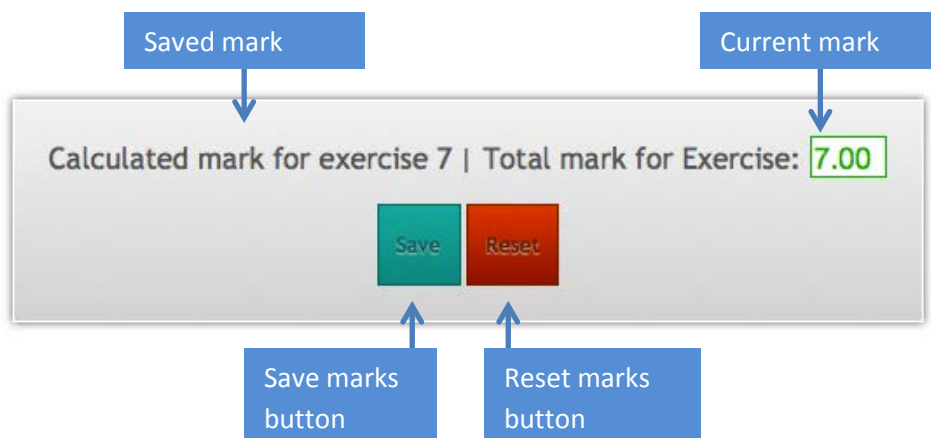 Saved mark
Current mark
Calculated mark for exercise 7 | Total mark for Exercise: 7.00
Save
Reset
Save marks
button
Reset marks
button